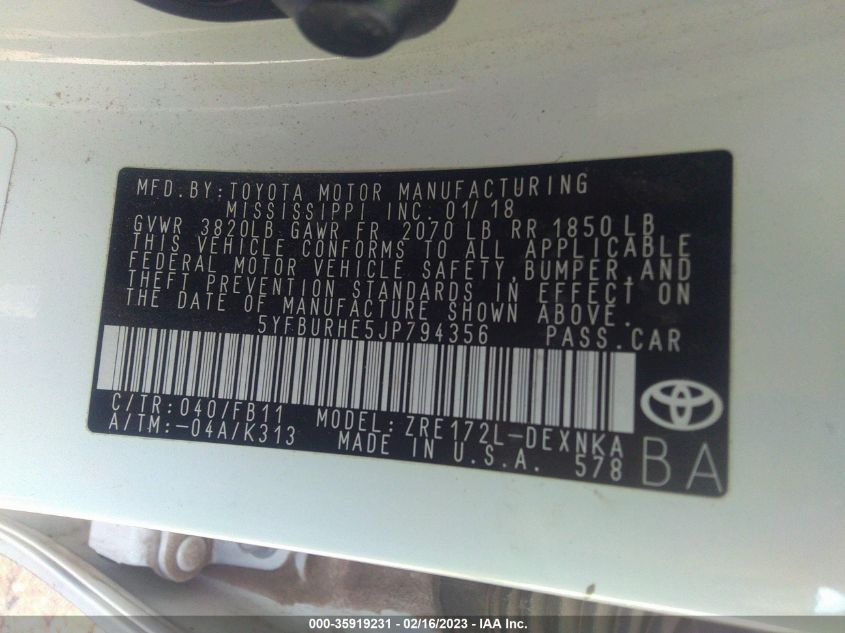 MFD.BY:TOYOTA MOTOR MANUFACTURING
MISSISSIPPI INC. 01/18
GVWR 3820LB GAWR FR 2070 LB RR 1850 LB
THIS VEHICLE CONFORMS TO ALL APPLICABLE
FEDERAL MOTOR VEHICLE SAFETY,BUMPER,AND
THEFT PREVENTION STANDARDS IN EFFECT ON
THE DATE OF MANUFACTURE SHOWN ABOVE.
5YFBURHE5JP794356 PASS.CAR
C/TR:040/FB11 MODEL:ZRE172L-DEXNKA
A/TM:-04A/K313 MADE IN U.S.A. 578
BA
000-35919231 - 02/16/2023 - IAA Inc.